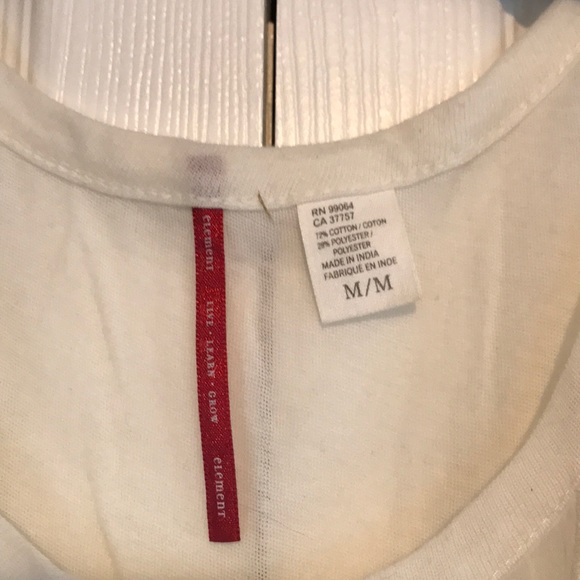 element
LIVE · LEARN · GROW
element
RN 99064
CA 37757
72% COTTON / COTON
28% POLYESTER /
POLYESTER
MADE IN INDIA
FABRIQUÉ EN INDE
M/M